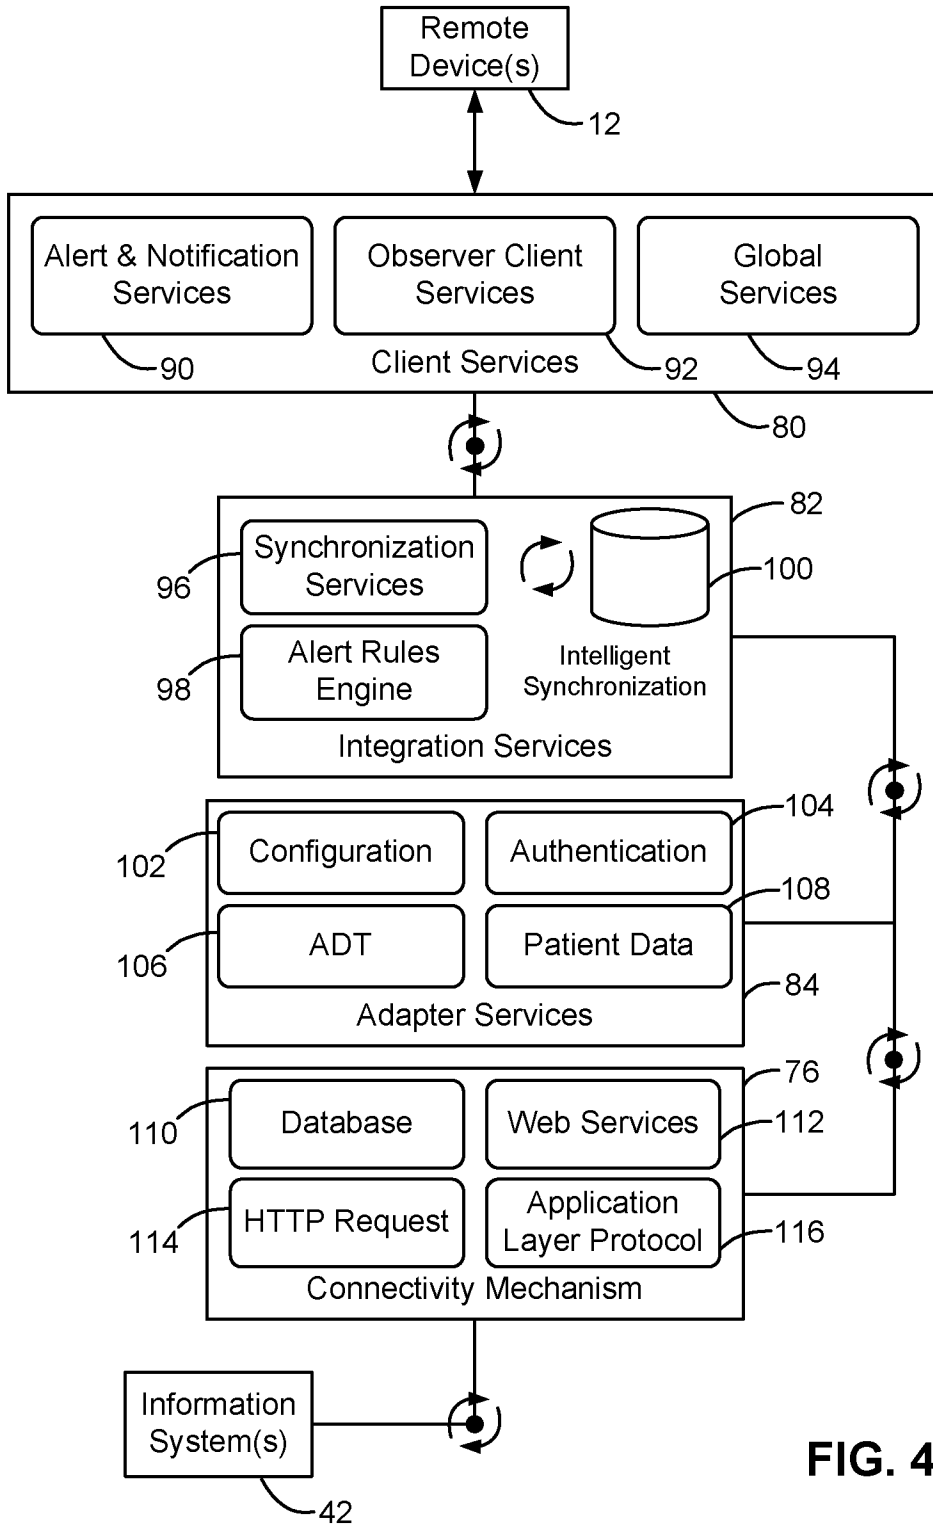 Remote
Device(s)
12
Alert & Notification
Services
Observer Client
Services
Global
Services
90
Client Services
92
94
80
82
Synchronization
Services
96
100
Alert Rules
Engine
98
Intelligent
Synchronization
Integration Services
104
Configuration
Authentication
102
108
ADT
Patient Data
106
84
Adapter Services
76
110
Database
Web Services
112
114
HTTP Request
Application
Layer Protocol
116
Connectivity Mechanism
Information
System(s)
42
FIG. 4